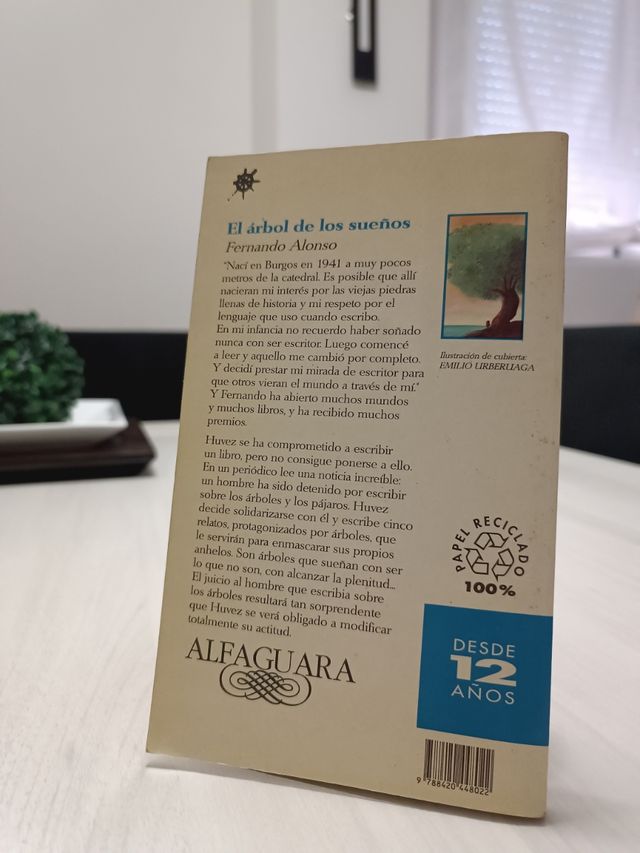 El árbol de los sueños
Fernando Alonso
"Nací en Burgos en 1941 a muy pocos
metros de la catedral. Es posible que allí
nacieran mi interés por las viejas piedras
llenas de historia y mi respeto por el
lenguaje que uso cuando escribo.
En mi infancia no recuerdo haber soñado
nunca con ser escritor. Luego comencé
a leer y aquello me cambió por completo.
Y decidí prestar mi mirada de escritor para
que otros vieran el mundo a través de mí."
Y Fernando ha abierto muchos mundos
y muchos libros, y ha recibido muchos
premios.
Huvez se ha comprometido a escribir
un libro, pero no consigue ponerse a ello.
En un periódico lee una noticia increíble:
un hombre ha sido detenido por escribir
sobre los árboles y los pájaros. Huvez
decide solidarizarse con él y escribe cinco
relatos, protagonizados por árboles, que
le servirán para enmascarar sus propios
anhelos. Son árboles que sueñan con ser
lo que no son, con alcanzar la plenitud...
El juicio al hombre que escribia sobre
los árboles resultará tan sorprendente
que Huvez se verá obligado a modificar
totalmente su actitud.
ALFAGUARA
Ilustración de cubierta:
EMILIO URBERUAGA
PAPEL RECICLADO
100%
DESDE
12
AÑOS
9 788420 448022